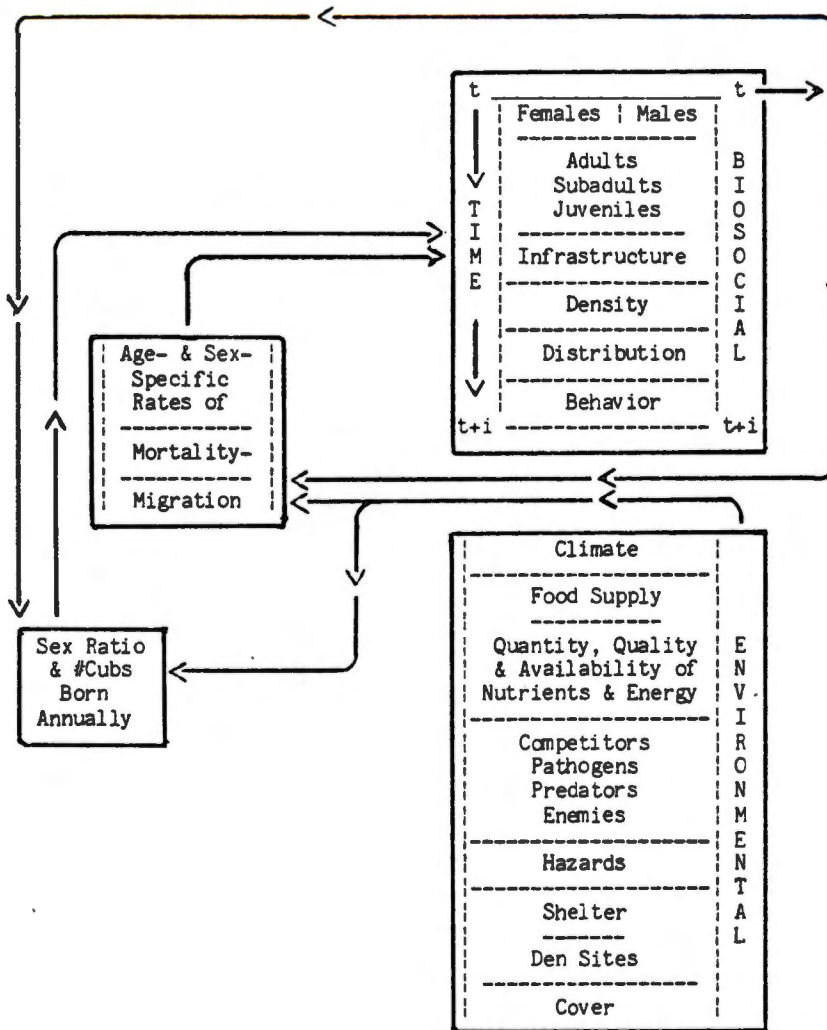 t t
Females | Males
Adults
Subadults
Juveniles
Infrastructure
Density
Distribution
Behavior
t+i t+i
TIME
BIOSOCIAL
Age- & Sex-
Specific
Rates of
Mortality-
Migration
Sex Ratio
& #Cubs
Born
Annually
Climate
Food Supply
Quantity, Quality
& Availability of
Nutrients & Energy
Competitors
Pathogens
Predators
Enemies
Hazards
Shelter
Den Sites
Cover
ENVIRONMENTAL